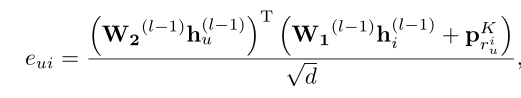 $$e_{ui} = \frac{\left(\mathbf{W_2}^{(l-1)}\mathbf{h}_u^{(l-1)}\right)^{\mathrm{T}}\left(\mathbf{W_1}^{(l-1)}\mathbf{h}_i^{(l-1)} + \mathbf{p}_{r_u^i}^{K}\right)}{\sqrt{d}},$$